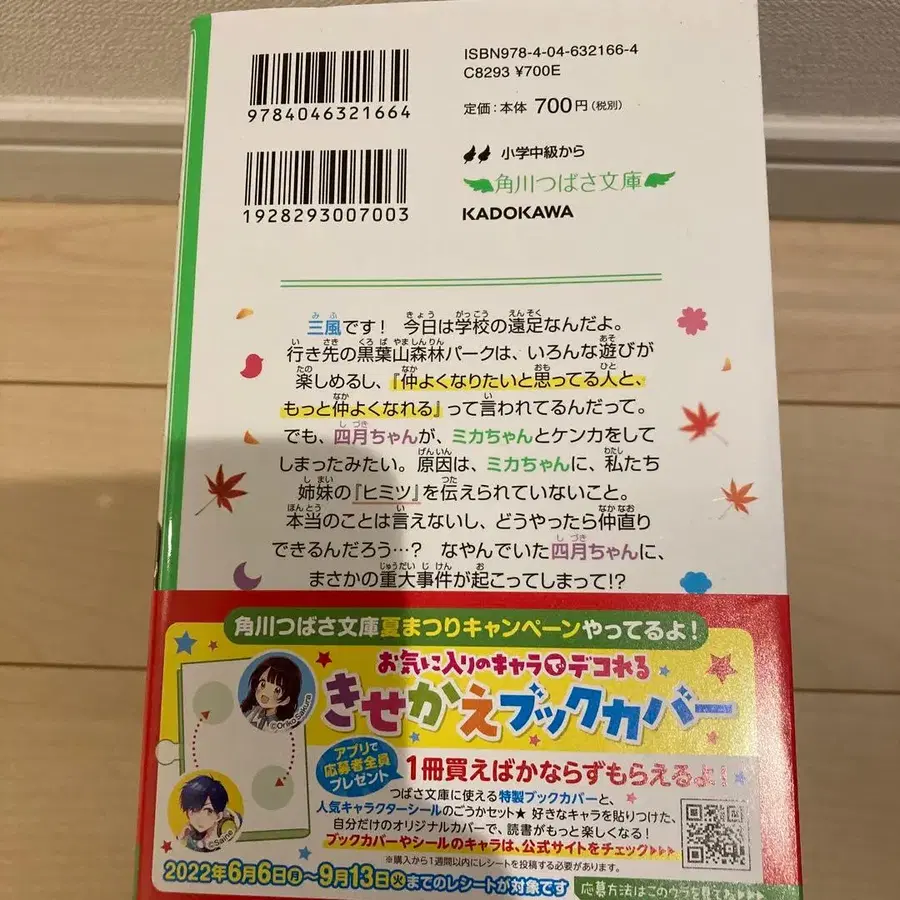 ISBN978-4-04-632166-4
C8293 ¥700E
9784046321664
定価:本体 700円(税別)
小学中級から
角川つばさ文庫
1928293007003
KADOKAWA
三風です! 今日は学校の遠足なんだよ。
行き先の黒葉山森林パークは、いろんな遊びが
楽しめるし、『仲よくなりたいと思ってる人と、
もっと仲よくなれる』って言われてるんだって。
でも、四月ちゃんが、ミカちゃんとケンカをして
しまったみたい。原因は、ミカちゃんに、私たち
姉妹の『ヒミツ』を伝えられていないこと。
本当のことは言えないし、どうやったら仲直り
できるんだろう…? なやんでいた四月ちゃんに、
まさかの重大事件が起こってしまって!?
角川つばさ文庫夏まつりキャンペーンやってるよ!
お気に入りのキャラでデコれる
きせかえブックカバー
©Oriko Sakura
アプリで
応募者全員
プレゼント
1冊買えばかならずもらえるよ!
つばさ文庫に使える特製ブックカバーと、
人気キャラクターシールのごうかセット★ 好きなキャラを貼りつけた、
自分だけのオリジナルカバーで、読書がもっと楽しくなる!
ブックカバーやシールのキャラは、公式サイトをチェック▶▶▶
©Saine
※購入から1週間以内にレシートを投稿する必要があります。
2022年6月6日(月)~9月13日(火)までのレシートが対象です
応募方法はこのウラを見てね▶▶▶